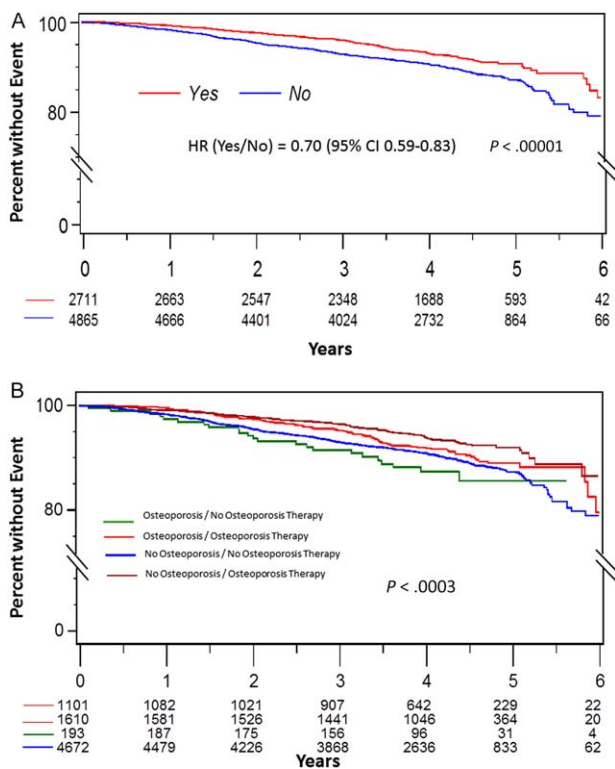 A
100
80
0
Percent without Event
Yes No
HR (Yes/No) = 0.70 (95% CI 0.59-0.83) P < .00001
0 1 2 3 4 5 6
2711 2663 2547 2348 1688 593 42
4865 4666 4401 4024 2732 864 66
Years
B
100
80
0
Percent without Event
Osteoporosis / No Osteoporosis Therapy
Osteoporosis / Osteoporosis Therapy
No Osteoporosis / No Osteoporosis Therapy
No Osteoporosis / Osteoporosis Therapy
P < .0003
0 1 2 3 4 5 6
1101 1082 1021 907 642 229 22
1610 1581 1526 1441 1046 364 20
193 187 175 156 96 31 4
4672 4479 4226 3868 2636 833 62
Years